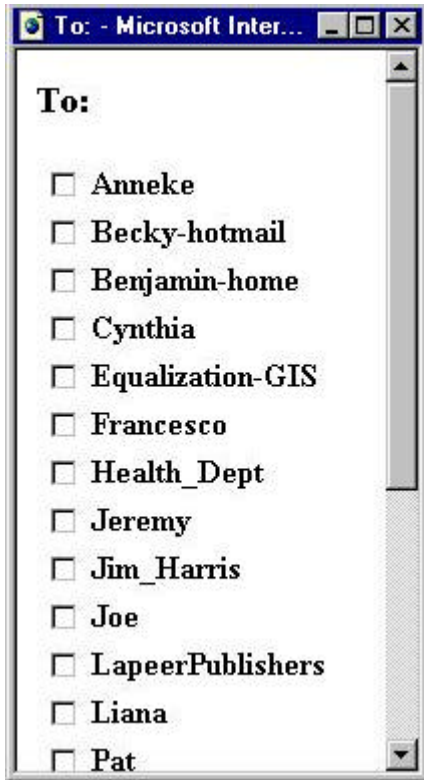 To: - Microsoft Inter...
To:
Anneke
Becky-hotmail
Benjamin-home
Cynthia
Equalization-GIS
Francesco
Health_Dept
Jeremy
Jim_Harris
Joe
LapeerPublishers
Liana
Pat